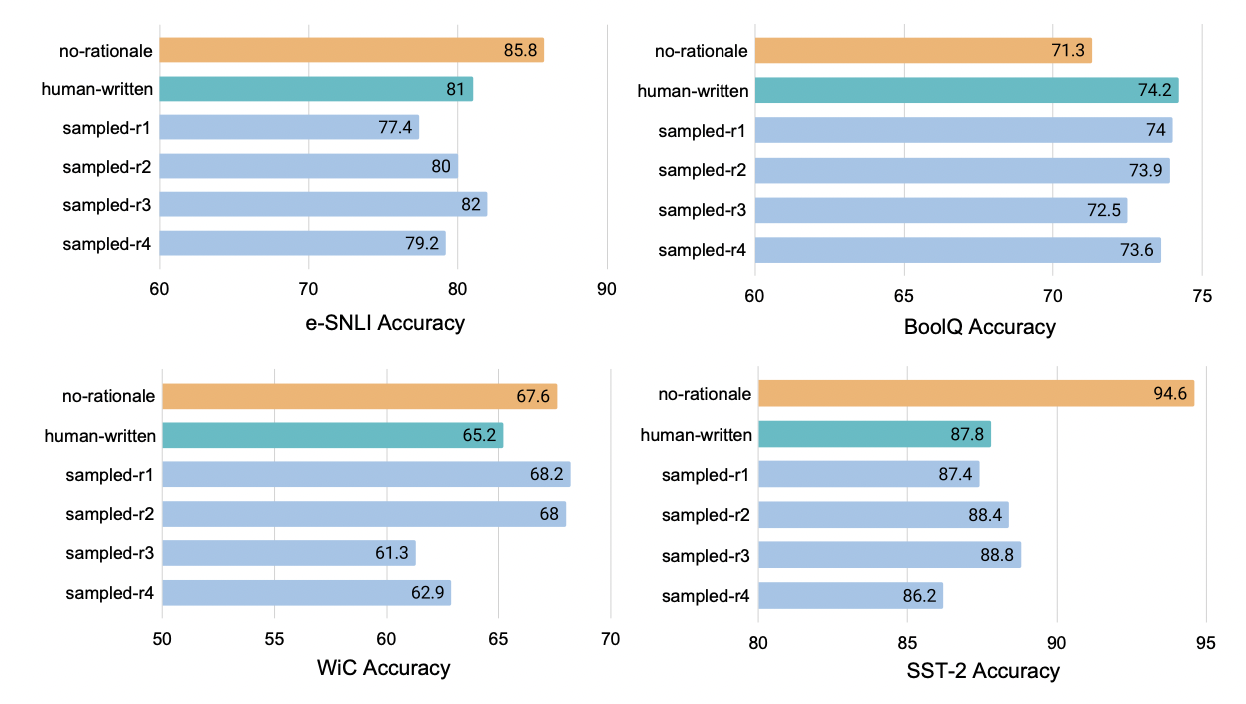 no-rationale 85.8
human-written 81
sampled-r1 77.4
sampled-r2 80
sampled-r3 82
sampled-r4 79.2
60 70 80 90
e-SNLI Accuracy
no-rationale 71.3
human-written 74.2
sampled-r1 74
sampled-r2 73.9
sampled-r3 72.5
sampled-r4 73.6
60 65 70 75
BoolQ Accuracy
no-rationale 67.6
human-written 65.2
sampled-r1 68.2
sampled-r2 68
sampled-r3 61.3
sampled-r4 62.9
50 55 60 65 70
WiC Accuracy
no-rationale 94.6
human-written 87.8
sampled-r1 87.4
sampled-r2 88.4
sampled-r3 88.8
sampled-r4 86.2
80 85 90 95
SST-2 Accuracy